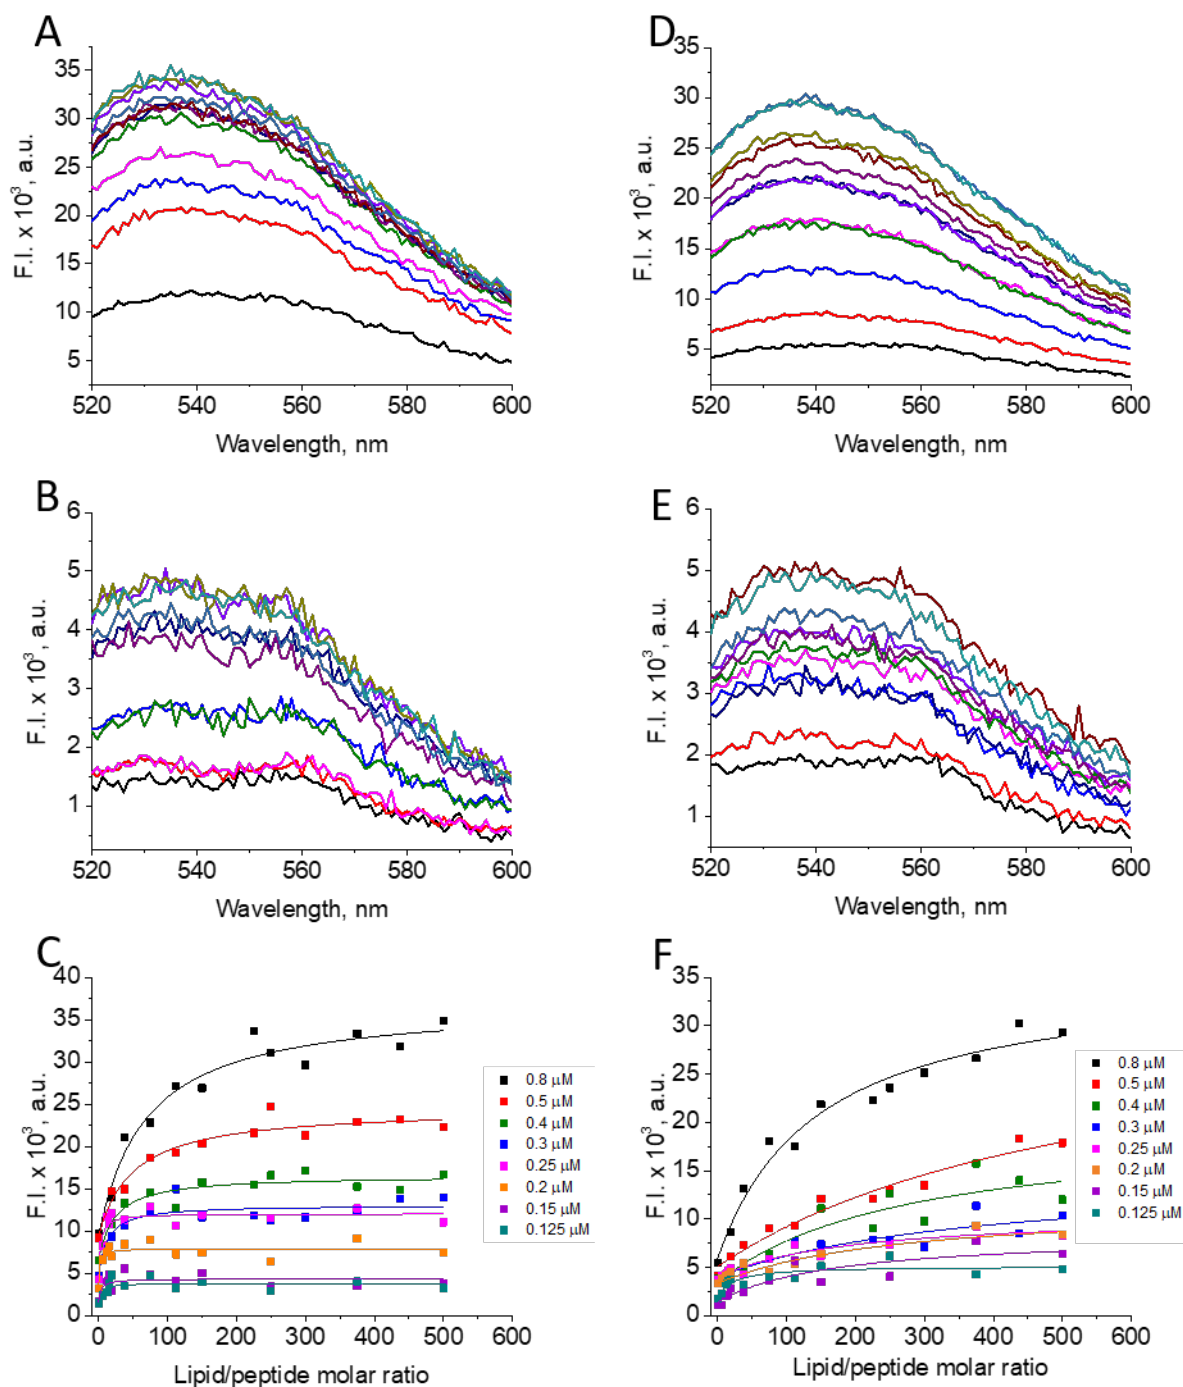 A
35
30
25
20
15
10
5
F.I. x 10³, a.u.
520 540 560 580 600
Wavelength, nm
D
35
30
25
20
15
10
5
F.I. x 10³, a.u.
520 540 560 580 600
Wavelength, nm
B
6
5
4
3
2
1
F.I. x 10³, a.u.
520 540 560 580 600
Wavelength, nm
E
6
5
4
3
2
1
F.I. x 10³, a.u.
520 540 560 580 600
Wavelength, nm
C
40
35
30
25
20
15
10
5
0
F.I. x 10³, a.u.
0 100 200 300 400 500 600
Lipid/peptide molar ratio
0.8 μM
0.5 μM
0.4 μM
0.3 μM
0.25 μM
0.2 μM
0.15 μM
0.125 μM
F
35
30
25
20
15
10
5
0
F.I. x 10³, a.u.
0 100 200 300 400 500 600
Lipid/peptide molar ratio
0.8 μM
0.5 μM
0.4 μM
0.3 μM
0.25 μM
0.2 μM
0.15 μM
0.125 μM